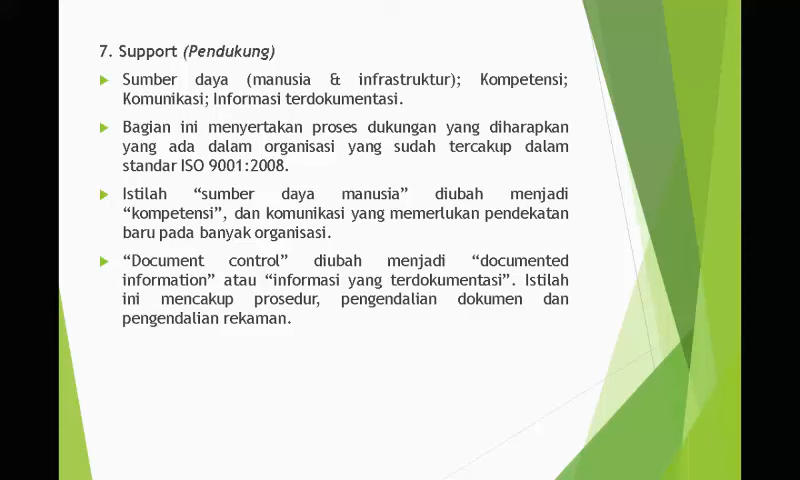 7. Support (Pendukung)
Sumber daya (manusia & infrastruktur); Kompetensi;
Komunikasi; Informasi terdokumentasi.
Bagian ini menyertakan proses dukungan yang diharapkan
yang ada dalam organisasi yang sudah tercakup dalam
standar ISO 9001:2008.
Istilah “sumber daya manusia” diubah menjadi
“kompetensi”, dan komunikasi yang memerlukan pendekatan
baru pada banyak organisasi.
“Document control” diubah menjadi “documented
information” atau “informasi yang terdokumentasi”. Istilah
ini mencakup prosedur, pengendalian dokumen dan
pengendalian rekaman.